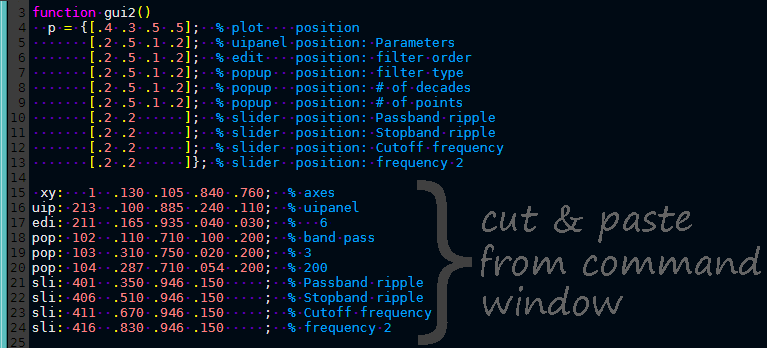 3 function gui2()
4 p = {[.4 .3 .5 .5]; % plot position
5 [.2 .5 .1 .2]; % uipanel position: Parameters
6 [.2 .5 .1 .2]; % edit position: filter order
7 [.2 .5 .1 .2]; % popup position: filter type
8 [.2 .5 .1 .2]; % popup position: # of decades
9 [.2 .5 .1 .2]; % popup position: # of points
10 [.2 .2 ]; % slider position: Passband ripple
11 [.2 .2 ]; % slider position: Stopband ripple
12 [.2 .2 ]; % slider position: Cutoff frequency
13 [.2 .2 ]}; % slider position: frequency 2
14
15 xy: 1 .130 .105 .840 .760; % axes
16 uip: 213 .100 .885 .240 .110; % uipanel
17 edi: 211 .165 .935 .040 .030; % 6
18 pop: 102 .110 .710 .100 .200; % band pass
19 pop: 103 .310 .750 .020 .200; % 3
20 pop: 104 .287 .710 .054 .200; % 200
21 sli: 401 .350 .946 .150 ; % Passband ripple
22 sli: 406 .510 .946 .150 ; % Stopband ripple
23 sli: 411 .670 .946 .150 ; % Cutoff frequency
24 sli: 416 .830 .946 .150 ; % frequency 2
25
cut & paste
from command
window